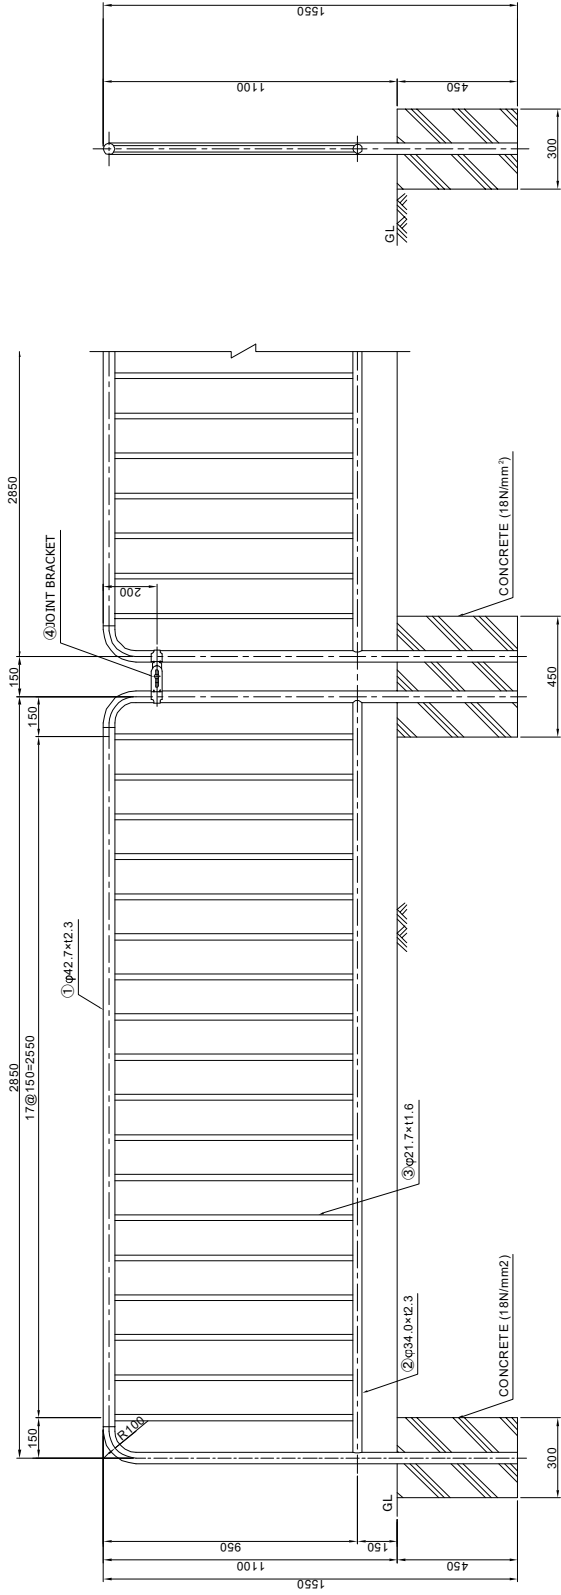 2850
150
2850
17@150=2550
150
150
④JOINT BRACKET
①φ42.7×t2.3
200
R100
950
150
1100
450
1550
③φ21.7×t1.6
②φ34.0×t2.3
GL
CONCRETE (18N/mm2)
300
CONCRETE (18N/mm²)
450
1550
1100
450
GL
300